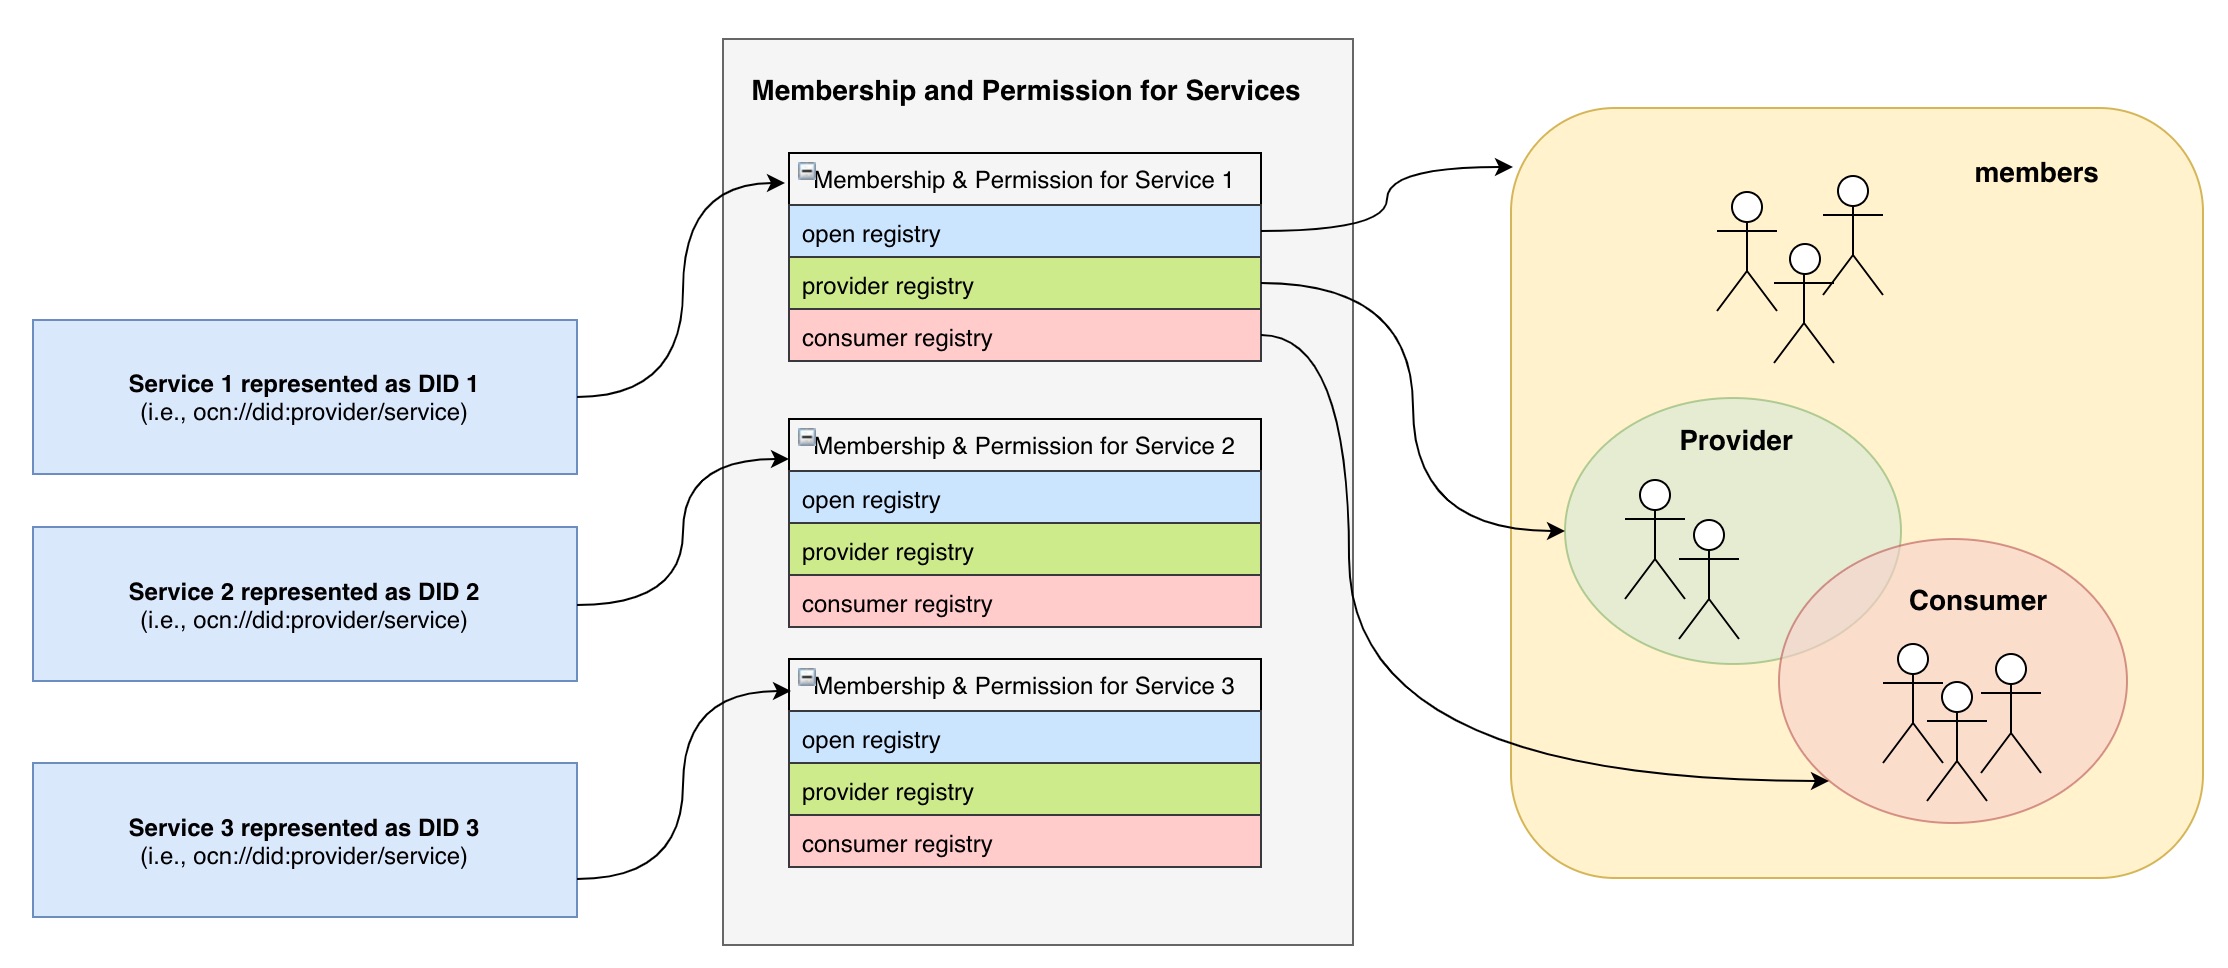 Membership and Permission for Services
Service 1 represented as DID 1
(i.e., ocn://did:provider/service)
Service 2 represented as DID 2
(i.e., ocn://did:provider/service)
Service 3 represented as DID 3
(i.e., ocn://did:provider/service)
Membership & Permission for Service 1
open registry
provider registry
consumer registry
Membership & Permission for Service 2
open registry
provider registry
consumer registry
Membership & Permission for Service 3
open registry
provider registry
consumer registry
members
Provider
Consumer